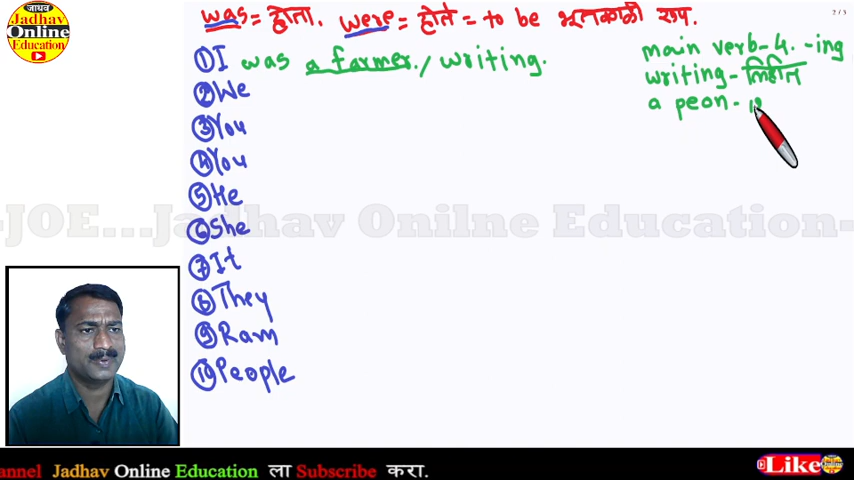 was = होता. were = होते = to be भूतकाळी रूप.
2 / 3
जाधव
Jadhav
Online
Education
① I was a farmer. / writing.
② We
③ You
④ You
⑤ He
⑥ She
⑦ It
⑧ They
⑨ Ram
⑩ People
main verb - 4. -ing
writing - लिहीत
a peon -
-JOE...Jadhav Onilne Education-
annel Jadhav Online Education ला Subscribe करा.
Like